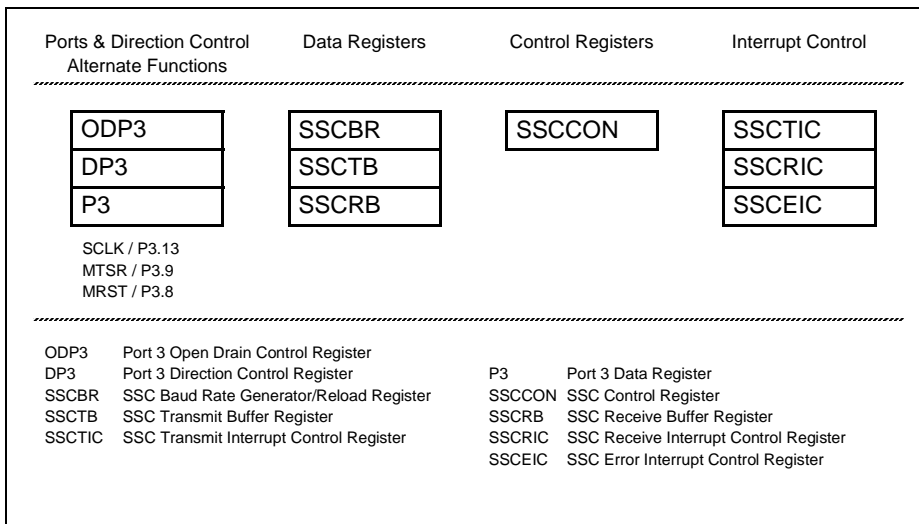 Ports & Direction Control Data Registers Control Registers Interrupt Control
Alternate Functions
ODP3 SSCBR SSCCON SSCTIC
DP3 SSCTB SSCRIC
P3 SSCRB SSCEIC
SCLK / P3.13
MTSR / P3.9
MRST / P3.8
ODP3 Port 3 Open Drain Control Register
DP3 Port 3 Direction Control Register P3 Port 3 Data Register
SSCBR SSC Baud Rate Generator/Reload Register SSCCON SSC Control Register
SSCTB SSC Transmit Buffer Register SSCRB SSC Receive Buffer Register
SSCTIC SSC Transmit Interrupt Control Register SSCRIC SSC Receive Interrupt Control Register
SSCEIC SSC Error Interrupt Control Register